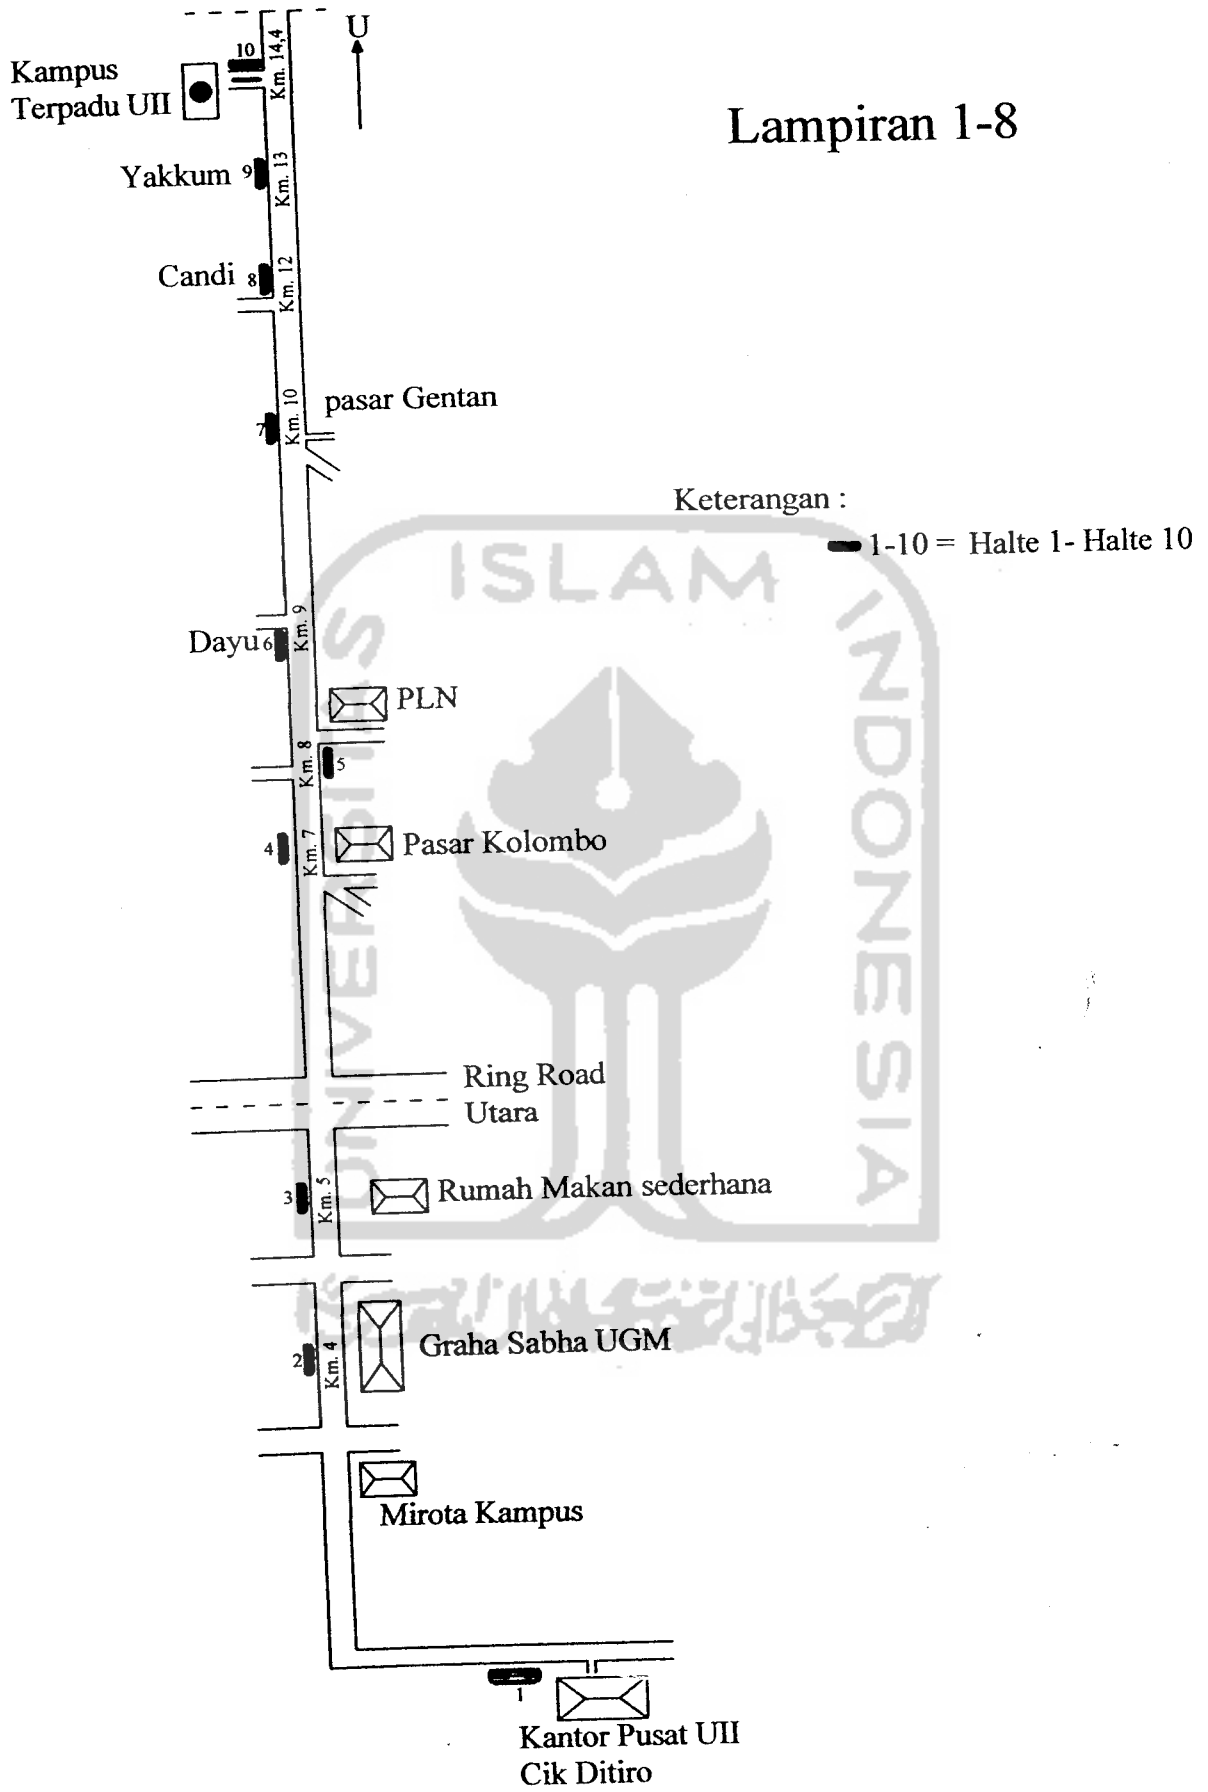 U
10
Km. 14,4
Kampus
Terpadu UII
Lampiran 1-8
Yakkum 9
Km. 13
Candi 8
Km. 12
pasar Gentan
7
Km. 10
Keterangan :
1-10 = Halte 1- Halte 10
UNIVERSITAS ISLAM INDONESIA
Km. 9
Dayu 6
PLN
Km. 8
5
4
Km. 7
Pasar Kolombo
Ring Road
Utara
3
Km. 5
Rumah Makan sederhana
2
Km. 4
Graha Sabha UGM
Mirota Kampus
1
Kantor Pusat UII
Cik Ditiro